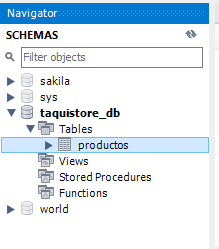 Navigator
SCHEMAS
Filter objects
sakila
sys
taquistore_db
Tables
productos
Views
Stored Procedures
Functions
world